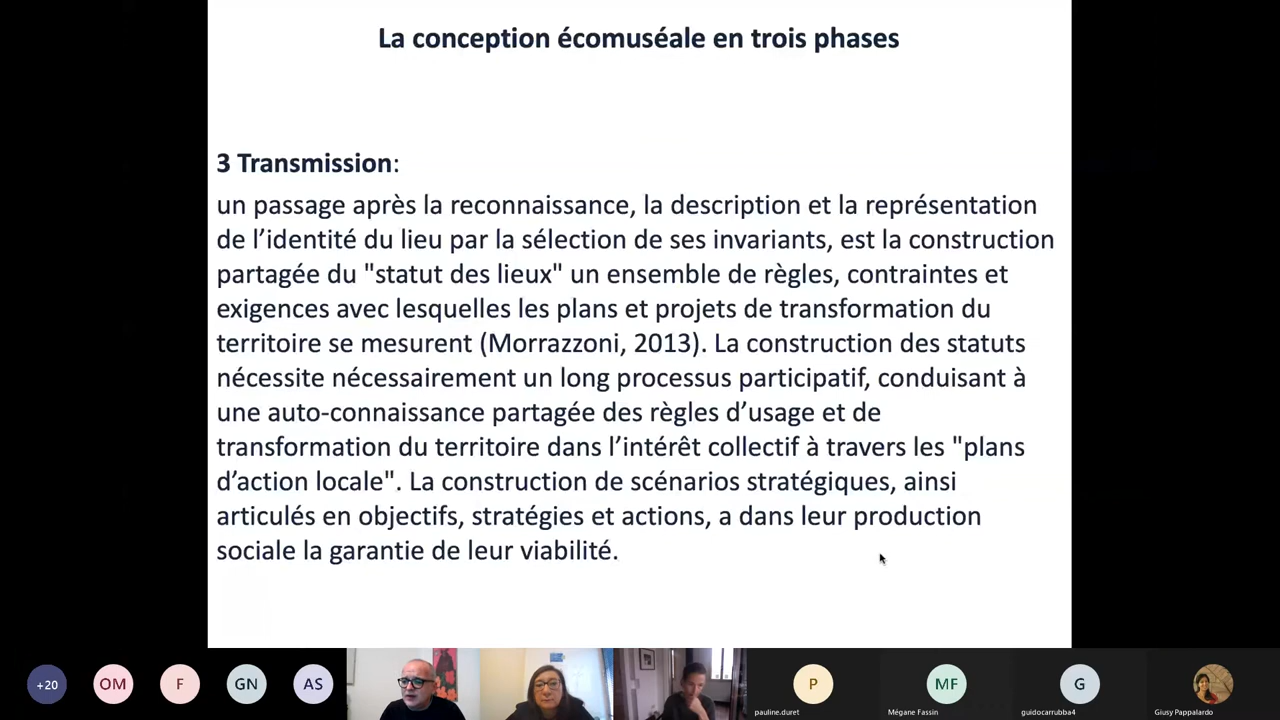 La conception écomuséale en trois phases
3 Transmission:
un passage après la reconnaissance, la description et la représentation
de l’identité du lieu par la sélection de ses invariants, est la construction
partagée du "statut des lieux" un ensemble de règles, contraintes et
exigences avec lesquelles les plans et projets de transformation du
territoire se mesurent (Morrazzoni, 2013). La construction des statuts
nécessite nécessairement un long processus participatif, conduisant à
une auto-connaissance partagée des règles d’usage et de
transformation du territoire dans l’intérêt collectif à travers les "plans
d’action locale". La construction de scénarios stratégiques, ainsi
articulés en objectifs, stratégies et actions, a dans leur production
sociale la garantie de leur viabilité.
+20
OM
F
GN
AS
P
MF
G
pauline.duret
Mégane Fassin
guidocarrubba4
Giusy Pappalardo